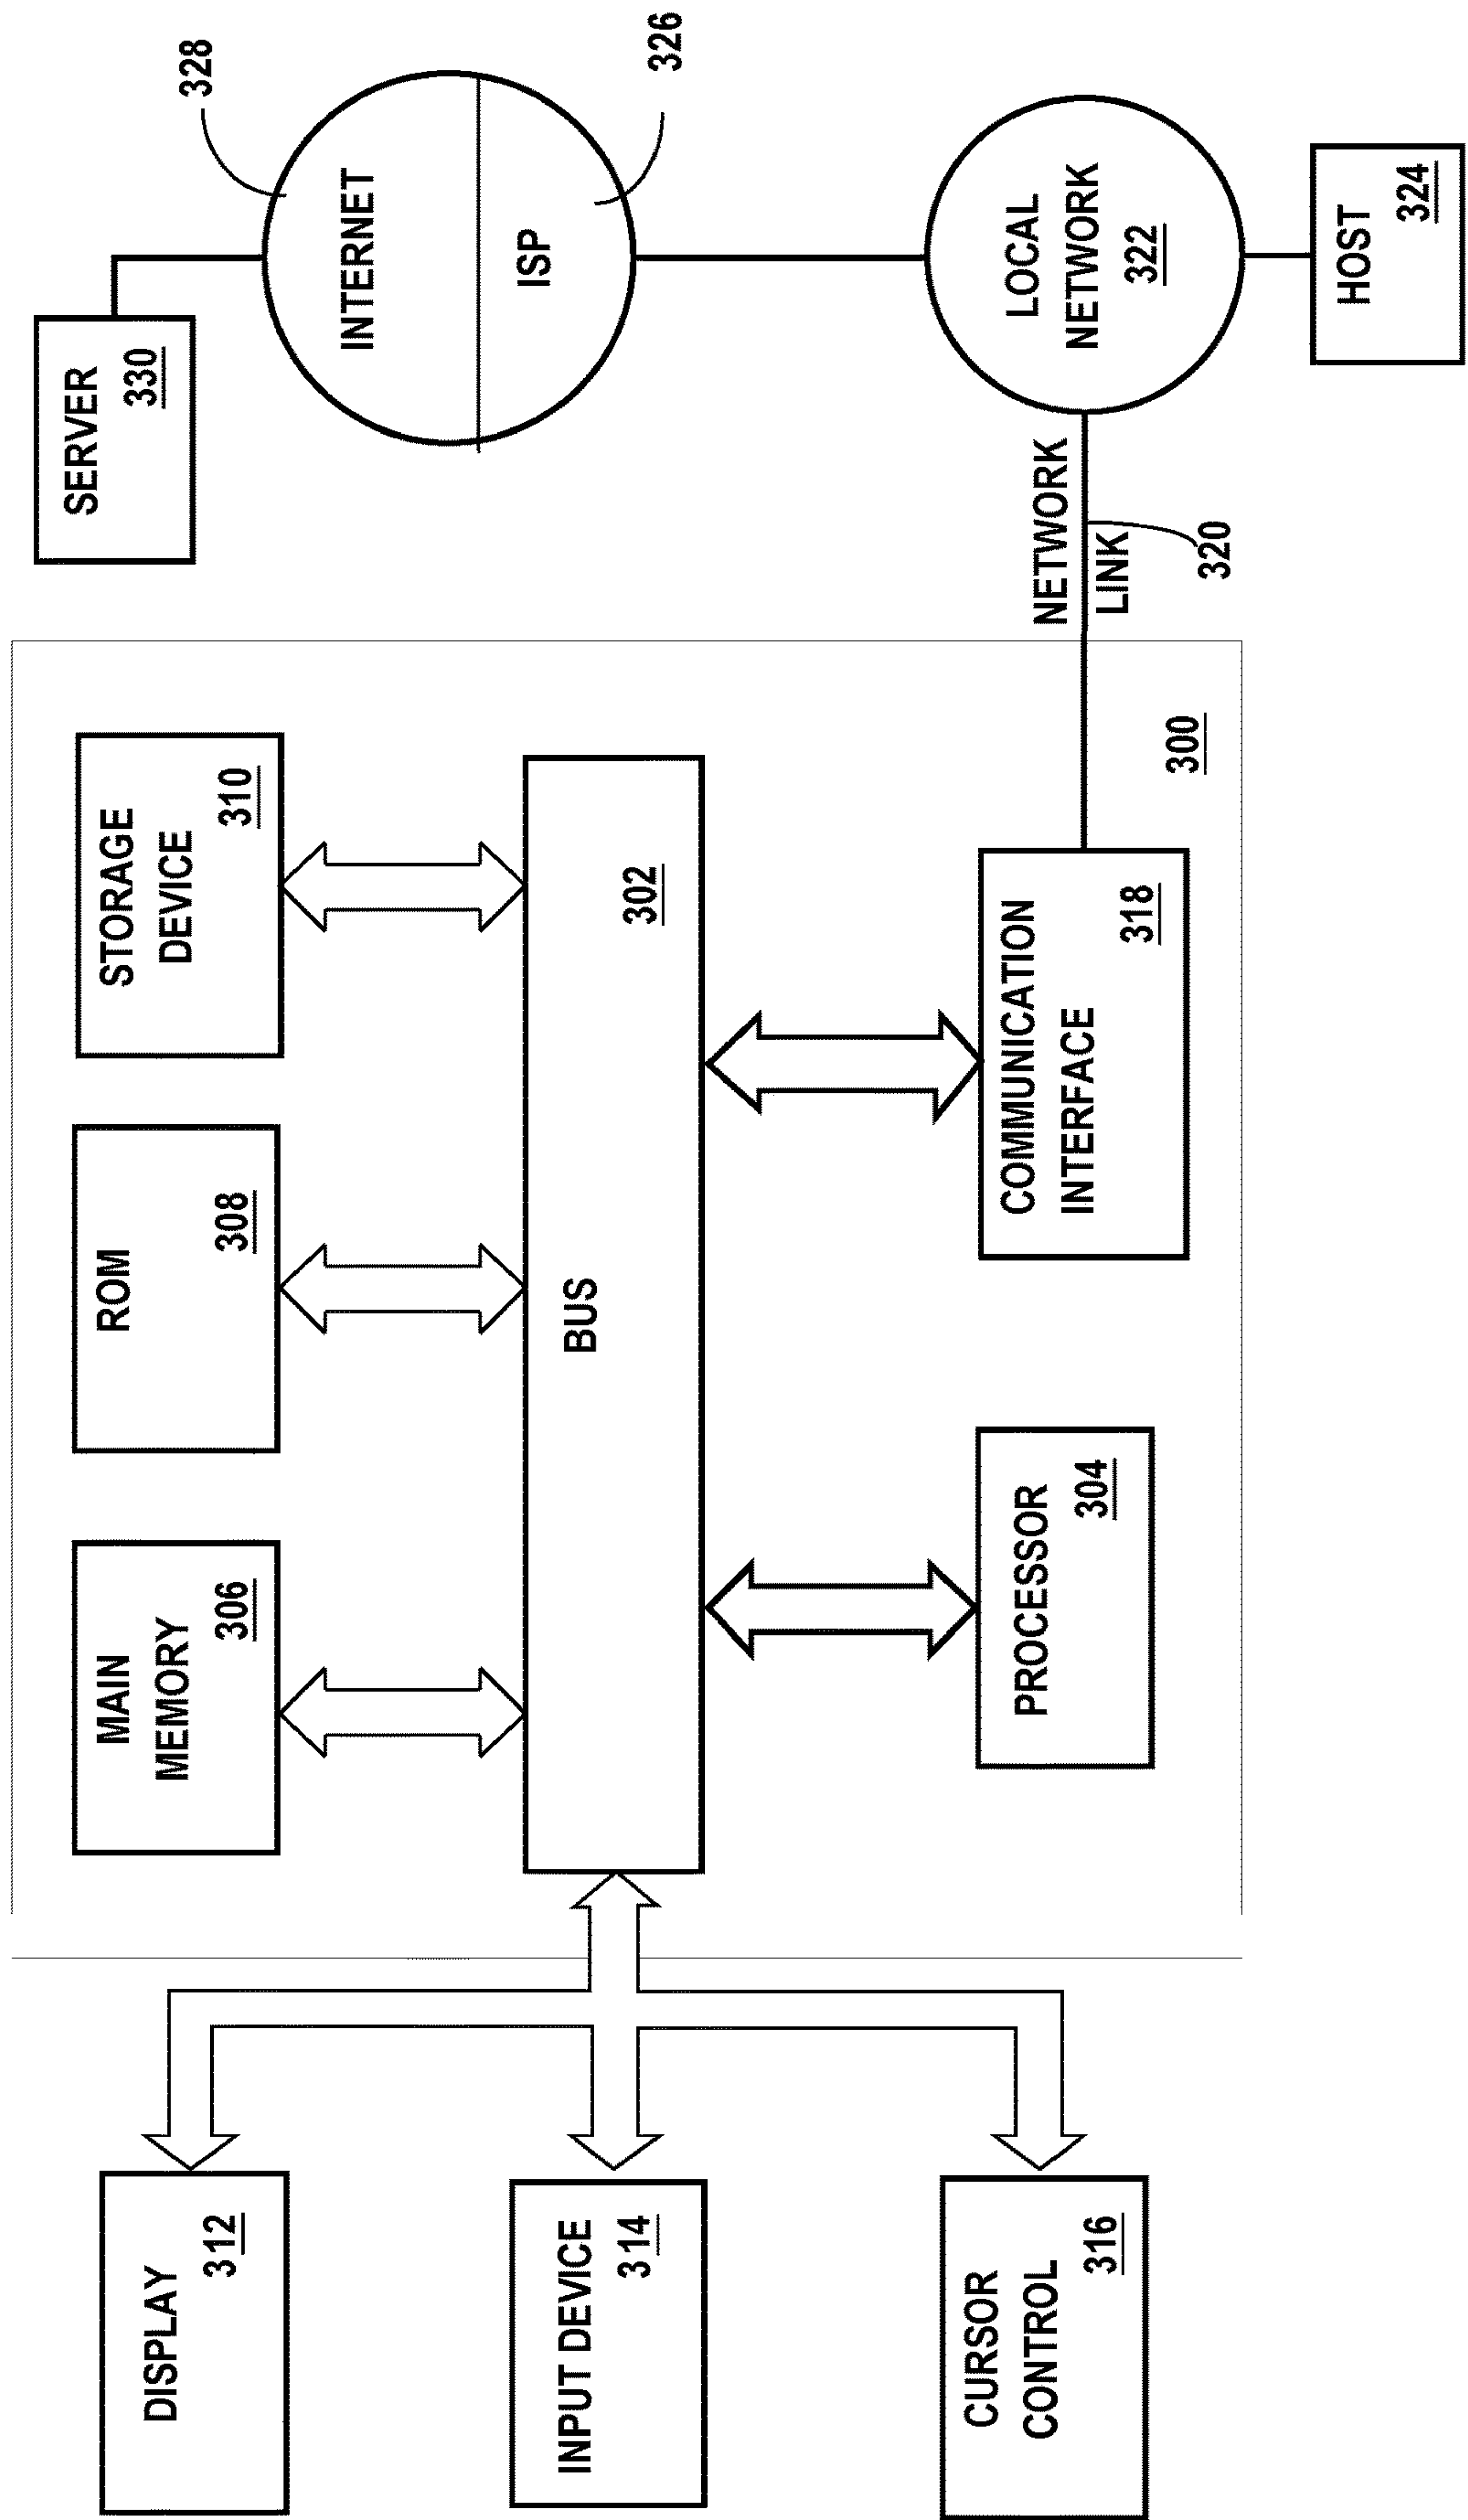 DISPLAY
312
INPUT DEVICE
314
CURSOR
CONTROL
316
MAIN
MEMORY
306
ROM
308
STORAGE
DEVICE
310
BUS
302
PROCESSOR
304
COMMUNICATION
INTERFACE
318
300
SERVER
330
328
INTERNET
ISP
326
NETWORK
LINK
320
LOCAL
NETWORK
322
HOST
324